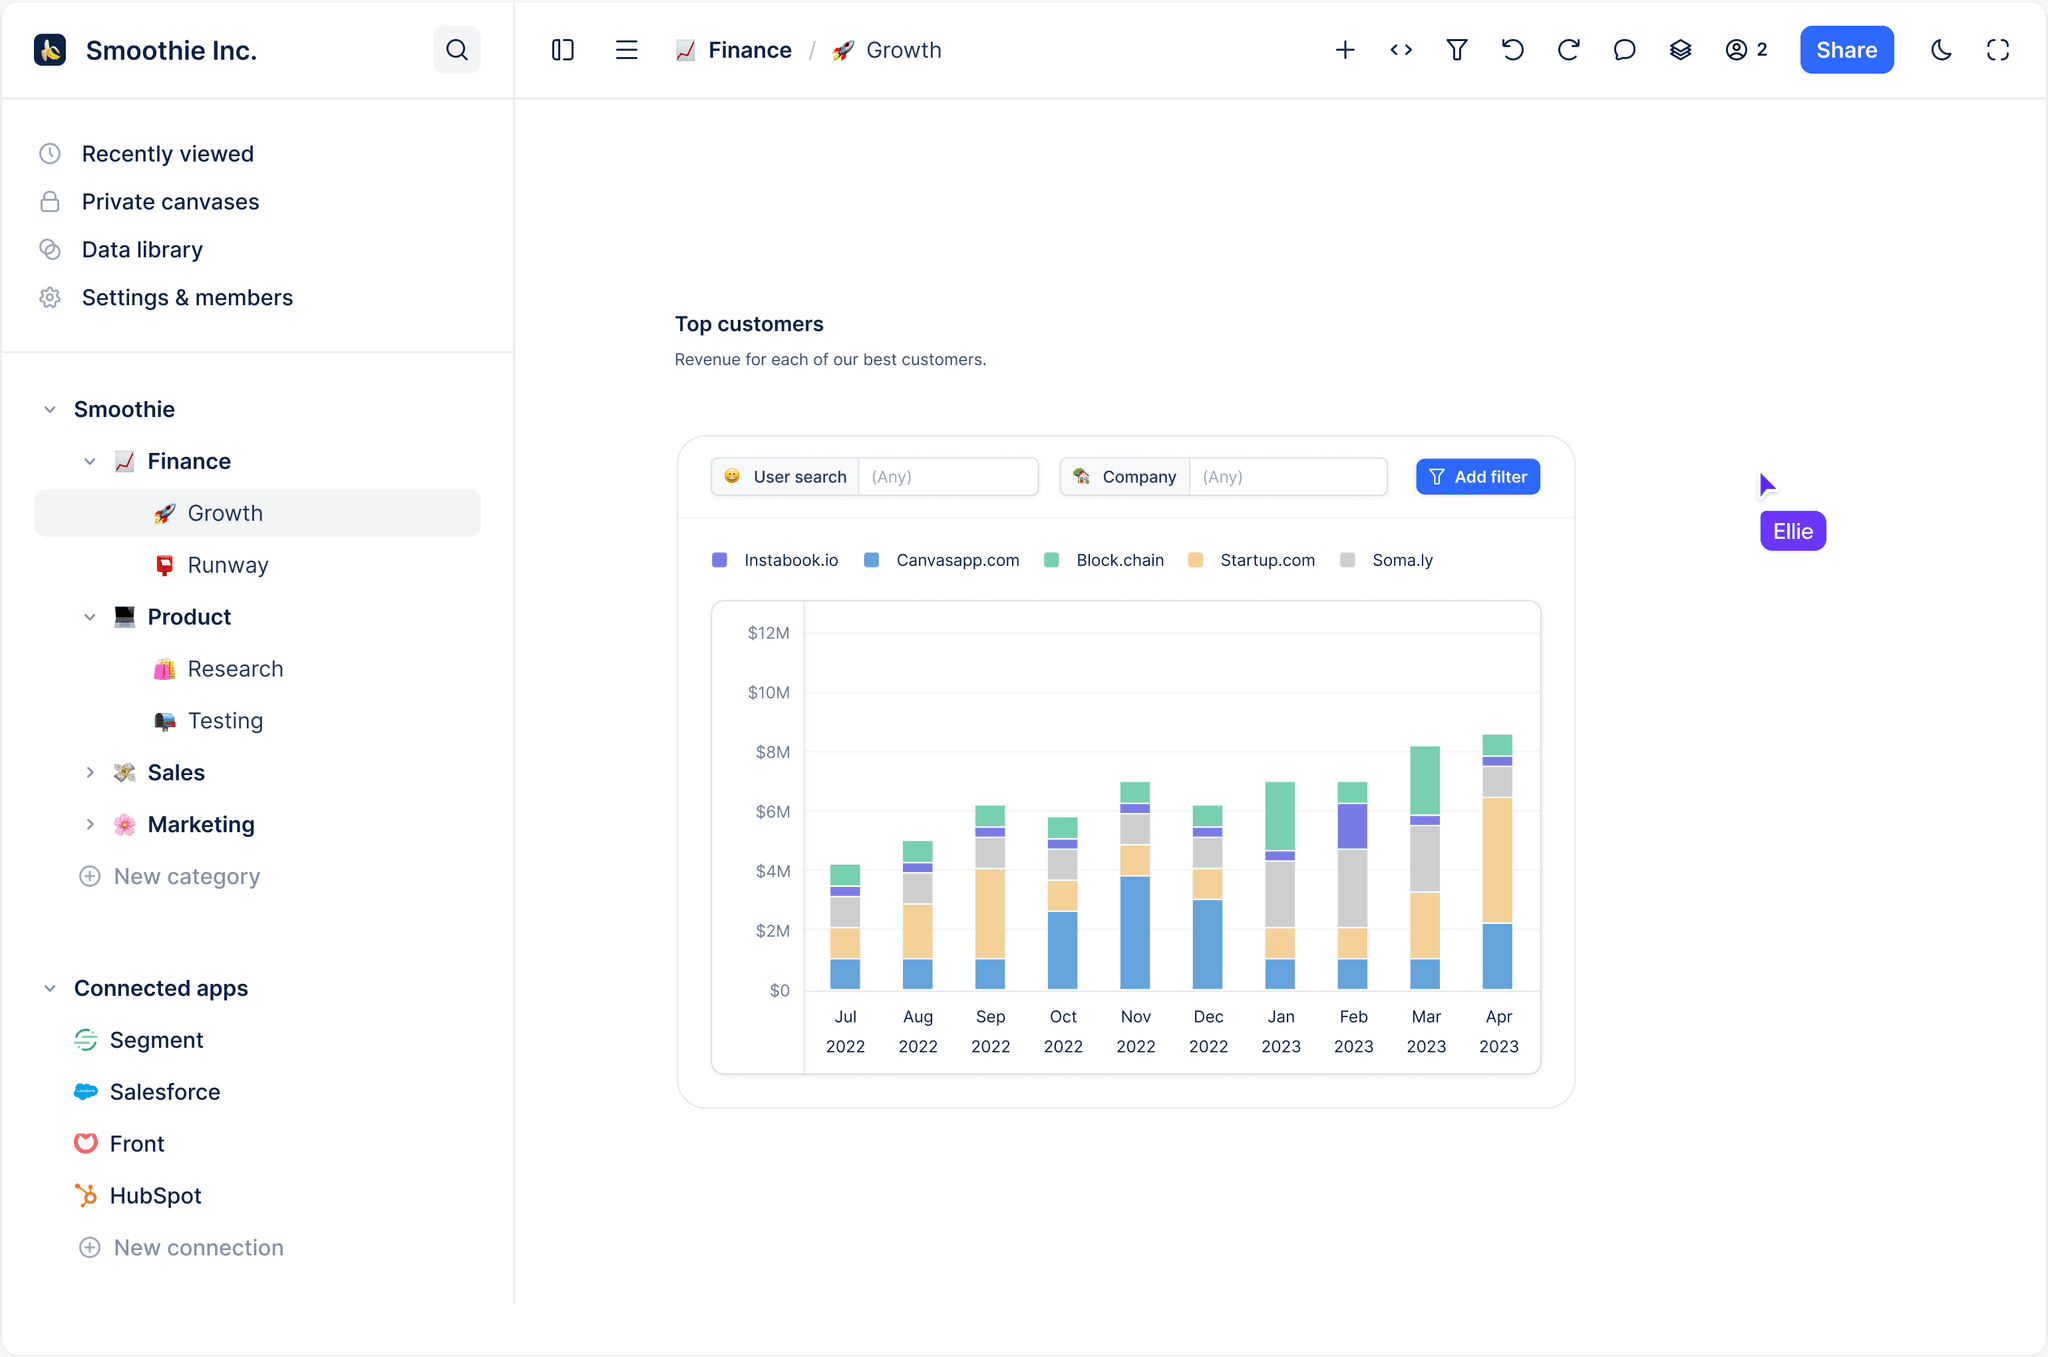 Smoothie Inc.
Finance / Growth
2
Share
Recently viewed
Private canvases
Data library
Settings & members
Smoothie
Finance
Growth
Runway
Product
Research
Testing
Sales
Marketing
New category
Connected apps
Segment
Salesforce
Front
HubSpot
New connection
Top customers
Revenue for each of our best customers.
User search (Any) Company (Any) Add filter
Ellie
Instabook.io Canvasapp.com Block.chain Startup.com Soma.ly
$12M
$10M
$8M
$6M
$4M
$2M
$0
Jul Aug Sep Oct Nov Dec Jan Feb Mar Apr
2022 2022 2022 2022 2022 2022 2023 2023 2023 2023